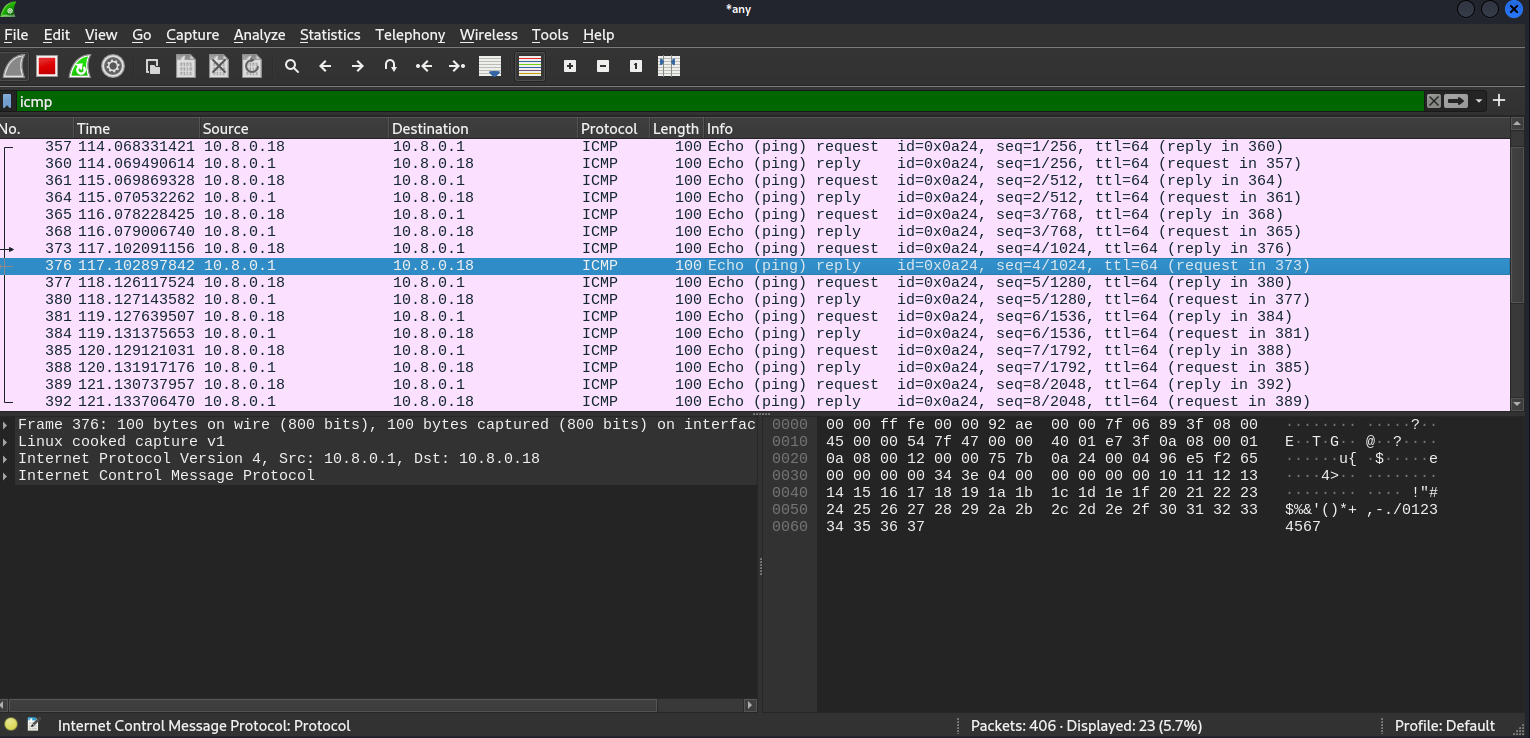 *any
File Edit View Go Capture Analyze Statistics Telephony Wireless Tools Help
icmp
No. Time Source Destination Protocol Length Info
357 114.068331421 10.8.0.18 10.8.0.1 ICMP 100 Echo (ping) request id=0x0a24, seq=1/256, ttl=64 (reply in 360)
360 114.069490614 10.8.0.1 10.8.0.18 ICMP 100 Echo (ping) reply id=0x0a24, seq=1/256, ttl=64 (request in 357)
361 115.069869328 10.8.0.18 10.8.0.1 ICMP 100 Echo (ping) request id=0x0a24, seq=2/512, ttl=64 (reply in 364)
364 115.070532262 10.8.0.1 10.8.0.18 ICMP 100 Echo (ping) reply id=0x0a24, seq=2/512, ttl=64 (request in 361)
365 116.078228425 10.8.0.18 10.8.0.1 ICMP 100 Echo (ping) request id=0x0a24, seq=3/768, ttl=64 (reply in 368)
368 116.079006740 10.8.0.1 10.8.0.18 ICMP 100 Echo (ping) reply id=0x0a24, seq=3/768, ttl=64 (request in 365)
373 117.102091156 10.8.0.18 10.8.0.1 ICMP 100 Echo (ping) request id=0x0a24, seq=4/1024, ttl=64 (reply in 376)
376 117.102897842 10.8.0.1 10.8.0.18 ICMP 100 Echo (ping) reply id=0x0a24, seq=4/1024, ttl=64 (request in 373)
377 118.126117524 10.8.0.18 10.8.0.1 ICMP 100 Echo (ping) request id=0x0a24, seq=5/1280, ttl=64 (reply in 380)
380 118.127143582 10.8.0.1 10.8.0.18 ICMP 100 Echo (ping) reply id=0x0a24, seq=5/1280, ttl=64 (request in 377)
381 119.127639507 10.8.0.18 10.8.0.1 ICMP 100 Echo (ping) request id=0x0a24, seq=6/1536, ttl=64 (reply in 384)
384 119.131375653 10.8.0.1 10.8.0.18 ICMP 100 Echo (ping) reply id=0x0a24, seq=6/1536, ttl=64 (request in 381)
385 120.129121031 10.8.0.18 10.8.0.1 ICMP 100 Echo (ping) request id=0x0a24, seq=7/1792, ttl=64 (reply in 388)
388 120.131917176 10.8.0.1 10.8.0.18 ICMP 100 Echo (ping) reply id=0x0a24, seq=7/1792, ttl=64 (request in 385)
389 121.130737957 10.8.0.18 10.8.0.1 ICMP 100 Echo (ping) request id=0x0a24, seq=8/2048, ttl=64 (reply in 392)
392 121.133706470 10.8.0.1 10.8.0.18 ICMP 100 Echo (ping) reply id=0x0a24, seq=8/2048, ttl=64 (request in 389)
Frame 376: 100 bytes on wire (800 bits), 100 bytes captured (800 bits) on interfac
Linux cooked capture v1
Internet Protocol Version 4, Src: 10.8.0.1, Dst: 10.8.0.18
Internet Control Message Protocol
0000 00 00 ff fe 00 00 92 ae 00 00 7f 06 89 3f 08 00 ········ ·····?··
0010 45 00 00 54 7f 47 00 00 40 01 e7 3f 0a 08 00 01 E··T·G·· @··?····
0020 0a 08 00 12 00 00 75 7b 0a 24 00 04 96 e5 f2 65 ······u{ ·$·····e
0030 00 00 00 00 34 3e 04 00 00 00 00 00 10 11 12 13 ····4>·· ········
0040 14 15 16 17 18 19 1a 1b 1c 1d 1e 1f 20 21 22 23 ········ ···· !"#
0050 24 25 26 27 28 29 2a 2b 2c 2d 2e 2f 30 31 32 33 $%&'()*+ ,-./0123
0060 34 35 36 37 4567
Internet Control Message Protocol: Protocol
Packets: 406 · Displayed: 23 (5.7%)
Profile: Default